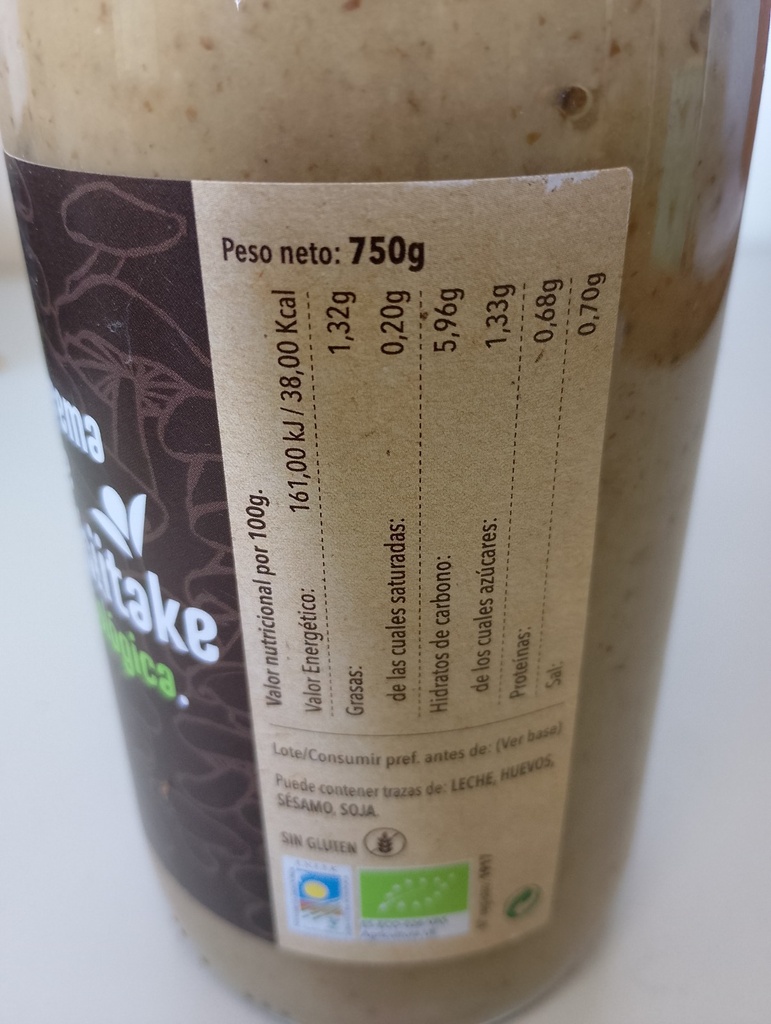 Peso neto: 750g
Valor nutricional por 100g.
Valor Energético: 161,00 kJ / 38,00 Kcal
Grasas: 1,32g
de las cuales saturadas: 0,20g
Hidratos de carbono: 5,96g
de los cuales azúcares: 1,33g
Proteínas: 0,68g
Sal: 0,70g
Lote/Consumir pref. antes de: (Ver base)
Puede contener trazas de: LECHE, HUEVOS,
SÉSAMO, SOJA.
SIN GLUTEN
ema
iitake
lógica.